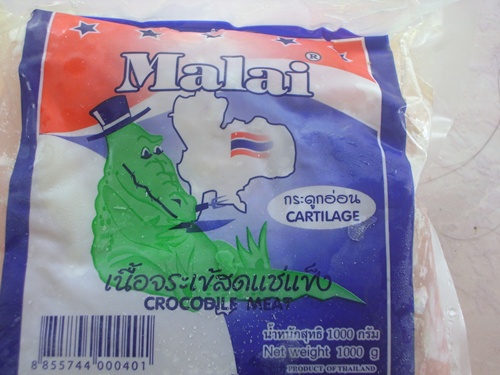 Malai ®
กระดูกอ่อน
CARTILAGE
เนื้อจระเข้สดแช่แข็ง
CROCODILE MEAT
น้ำหนักสุทธิ 1000 กรัม
Net weight 1000 g
PRODUCT OF THAILAND
8 855744 000401